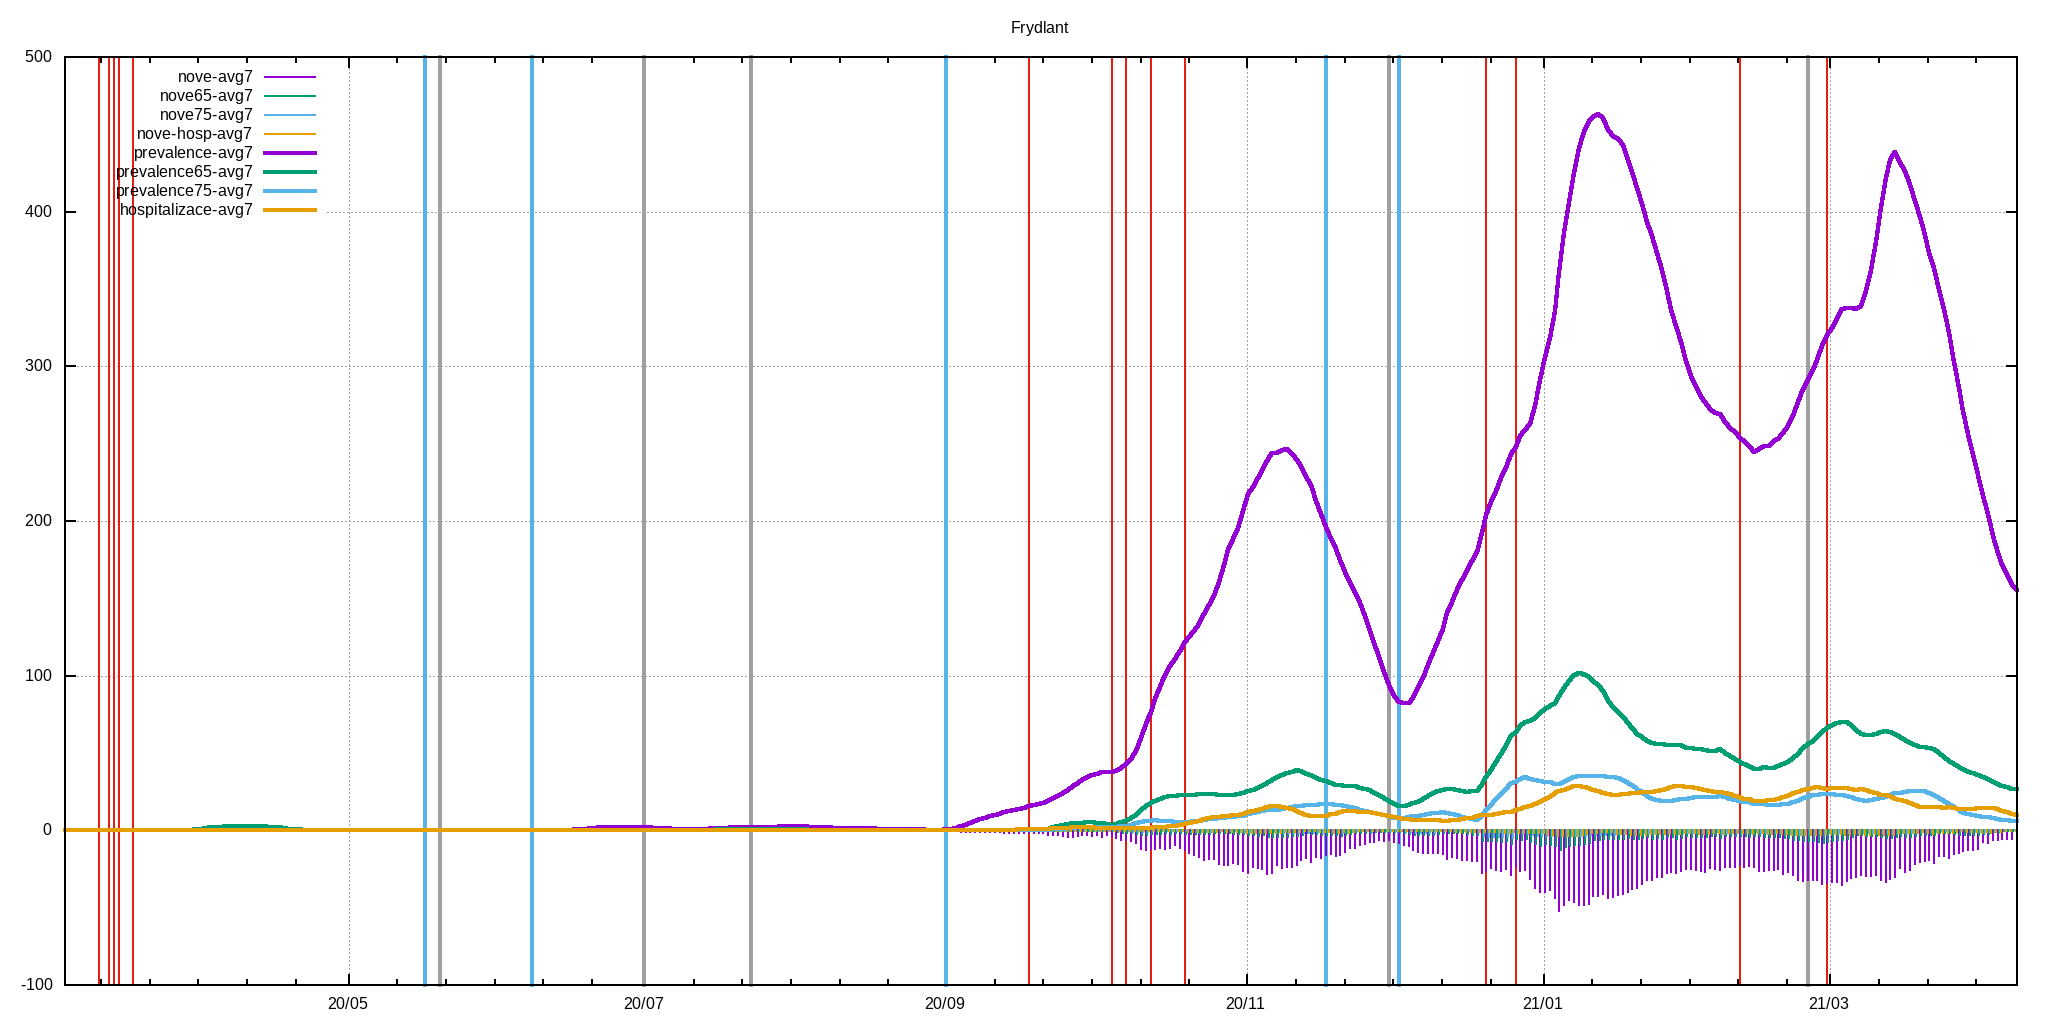 Frydlant
500
400
300
200
100
0
-100
nove-avg7
nove65-avg7
nove75-avg7
nove-hosp-avg7
prevalence-avg7
prevalence65-avg7
prevalence75-avg7
hospitalizace-avg7
20/05 20/07 20/09 20/11 21/01 21/03